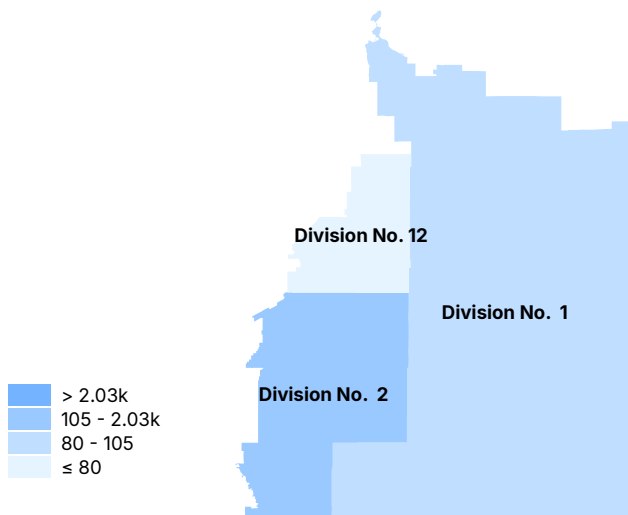 Division No. 12
Division No. 1
Division No. 2
> 2.03k
105 - 2.03k
80 - 105
≤ 80